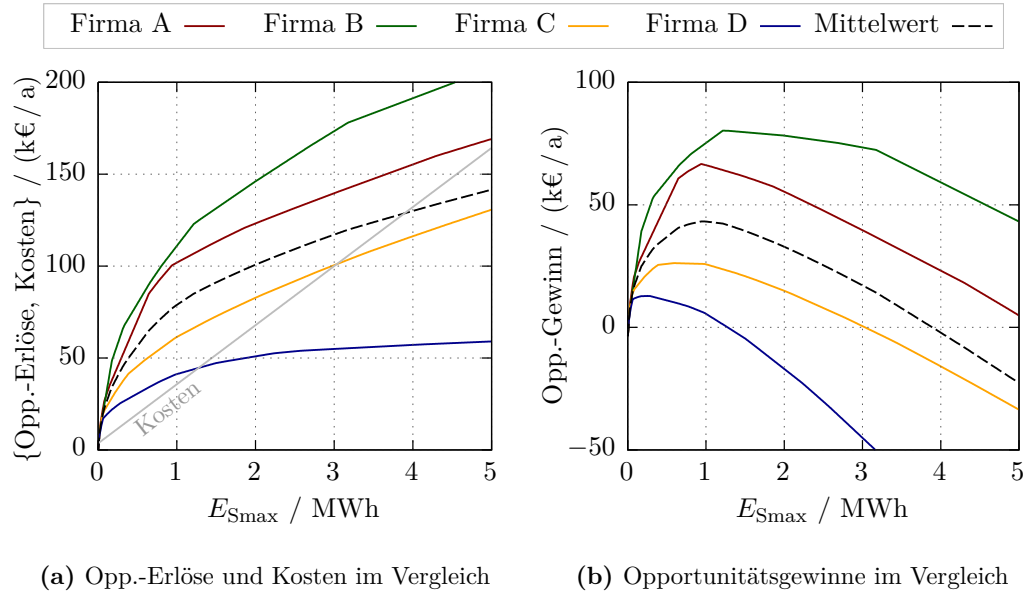 Firma A Firma B Firma C Firma D Mittelwert
{Opp.-Erlöse, Kosten} / (k€ / a)
200
150
100
50
0
Kosten
0 1 2 3 4 5
E_Smax / MWh
(a) Opp.-Erlöse und Kosten im Vergleich
Opp.-Gewinn / (k€ / a)
100
50
0
−50
0 1 2 3 4 5
E_Smax / MWh
(b) Opportunitätsgewinne im Vergleich